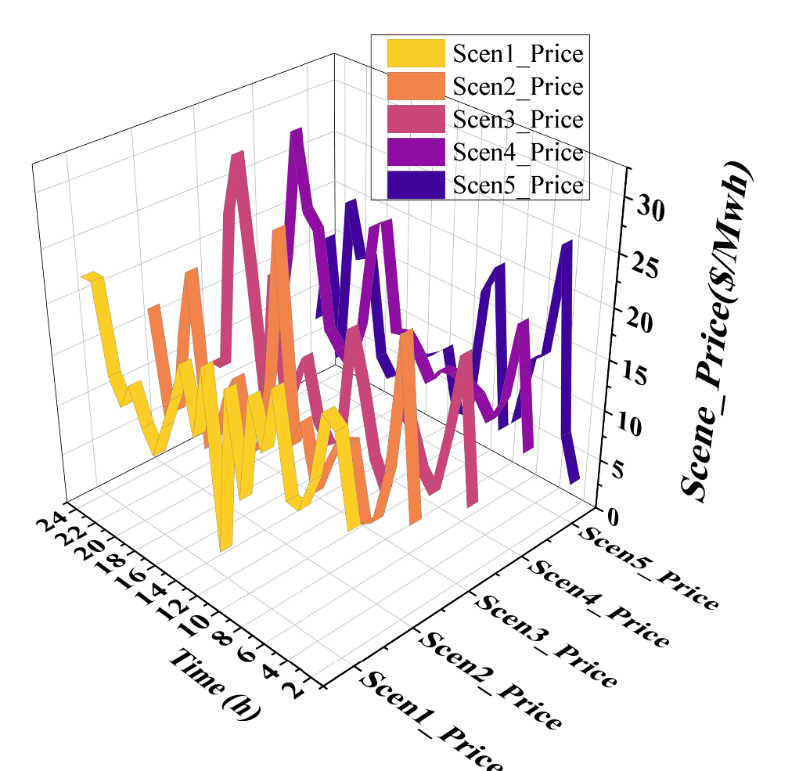 Scen1_Price
Scen2_Price
Scen3_Price
Scen4_Price
Scen5_Price
30
25
20
15
10
5
0
Scene_Price($/Mwh)
24
22
20
18
16
14
12
10
8
6
4
2
Time (h)
Scen5_Price
Scen4_Price
Scen3_Price
Scen2_Price
Scen1_Price